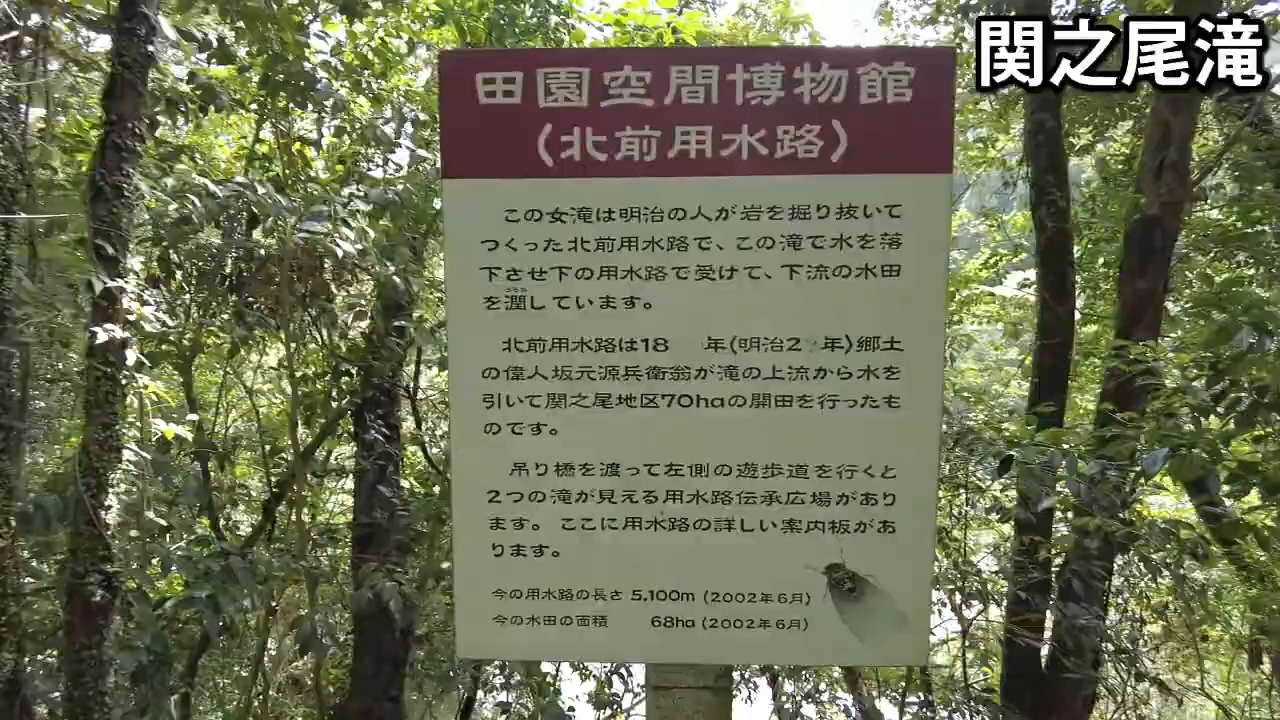 関之尾滝
田園空間博物館
(北前用水路)
この女滝は明治の人が岩を掘り抜いて
つくった北前用水路で、この滝で水を落
下させ下の用水路で受けて、下流の水田
を潤しています。
北前用水路は18 年(明治2 年)郷土
の偉人坂元源兵衛翁が滝の上流から水を
引いて関之尾地区70haの開田を行ったも
のです。
吊り橋を渡って左側の遊歩道を行くと
2つの滝が見える用水路伝承広場があり
ます。ここに用水路の詳しい案内板があ
ります。
今の用水路の長さ 5,100m (2002年6月)
今の水田の面積 68ha (2002年6月)